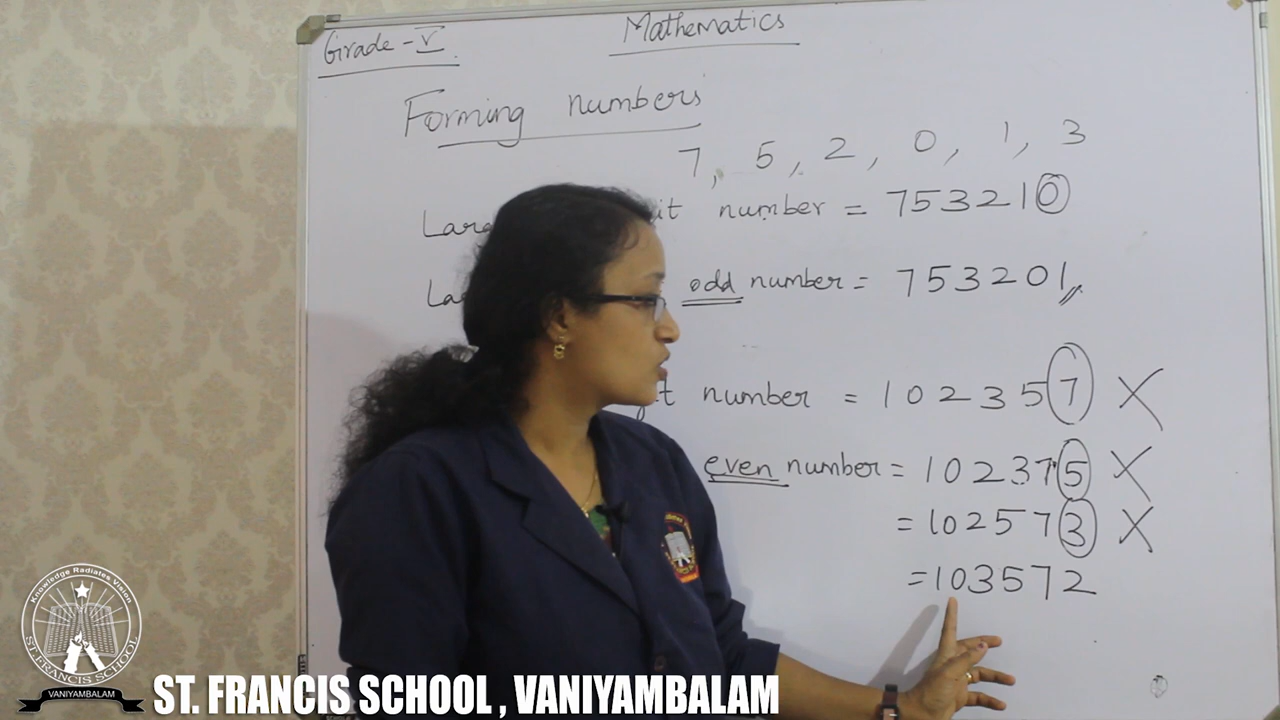 Grade - V
Mathematics
Forming numbers
7, 5, 2, 0, 1, 3
number = 753210
odd number = 753201
number = 102357 X
even number = 102375 X
= 102573 X
= 103572
Knowledge Radiates Vision
ST. FRANCIS SCHOOL
VANIYAMBALAM
ST. FRANCIS SCHOOL , VANIYAMBALAM